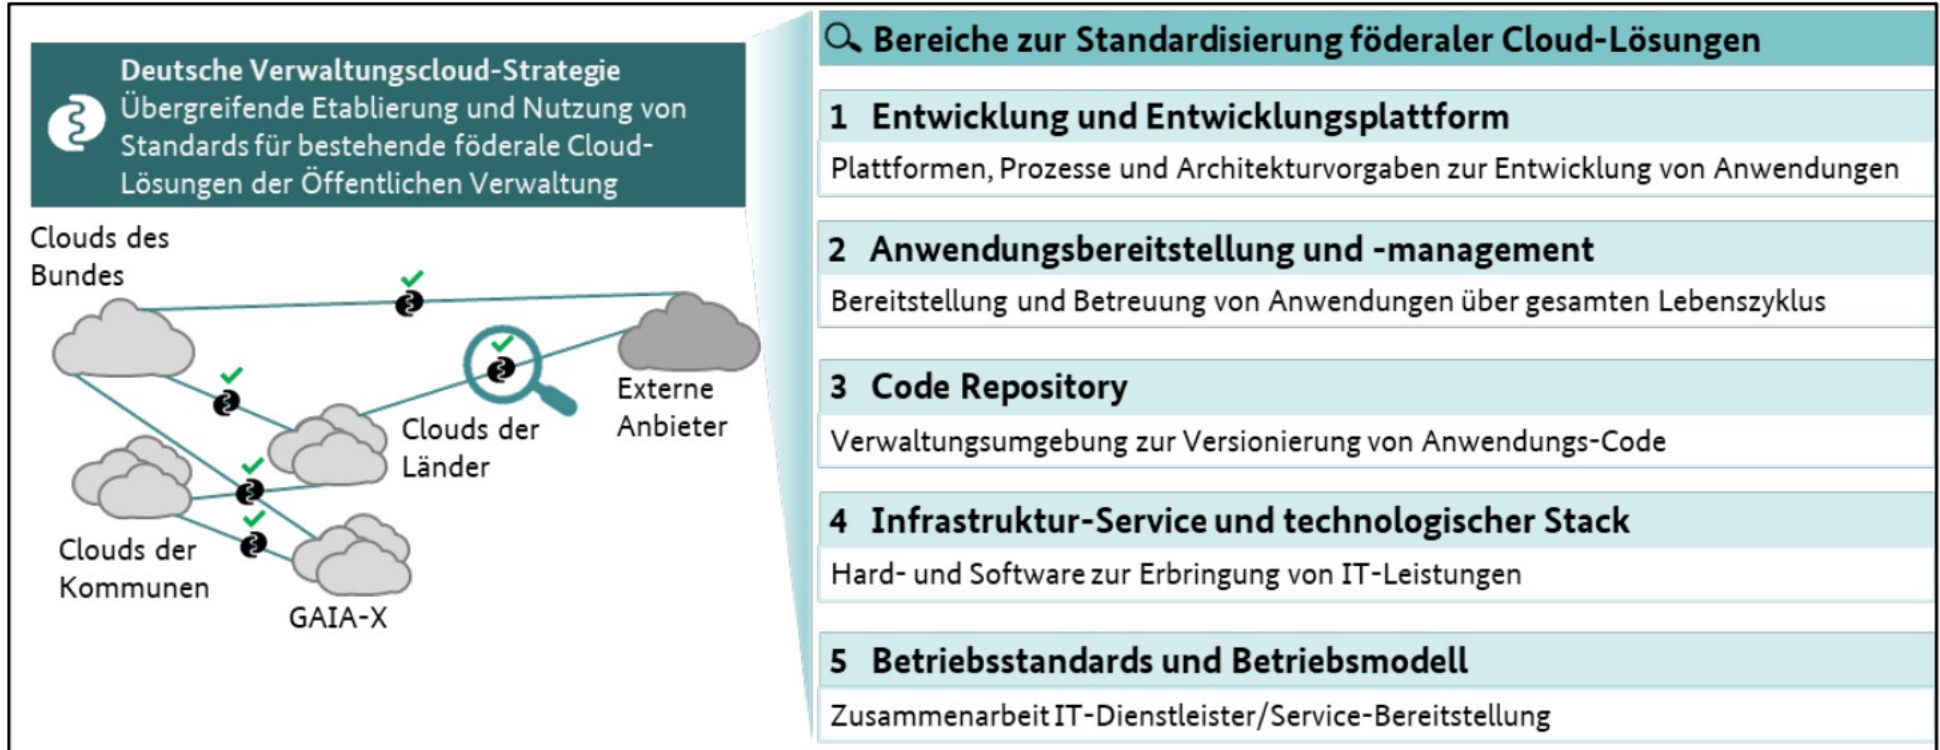 Deutsche Verwaltungscloud-Strategie
Übergreifende Etablierung und Nutzung von
Standards für bestehende föderale Cloud-
Lösungen der Öffentlichen Verwaltung
Clouds des
Bundes
Externe
Anbieter
Clouds der
Länder
Clouds der
Kommunen
GAIA-X
Bereiche zur Standardisierung föderaler Cloud-Lösungen
1 Entwicklung und Entwicklungsplattform
Plattformen, Prozesse und Architekturvorgaben zur Entwicklung von Anwendungen
2 Anwendungsbereitstellung und -management
Bereitstellung und Betreuung von Anwendungen über gesamten Lebenszyklus
3 Code Repository
Verwaltungsumgebung zur Versionierung von Anwendungs-Code
4 Infrastruktur-Service und technologischer Stack
Hard- und Software zur Erbringung von IT-Leistungen
5 Betriebsstandards und Betriebsmodell
Zusammenarbeit IT-Dienstleister/Service-Bereitstellung